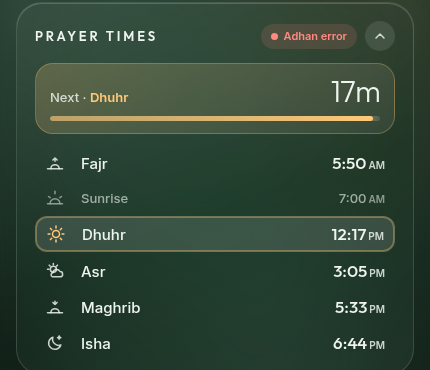 PRAYER TIMES
Adhan error
Next · Dhuhr
17m
Fajr 5:50 AM
Sunrise 7:00 AM
Dhuhr 12:17 PM
Asr 3:05 PM
Maghrib 5:33 PM
Isha 6:44 PM